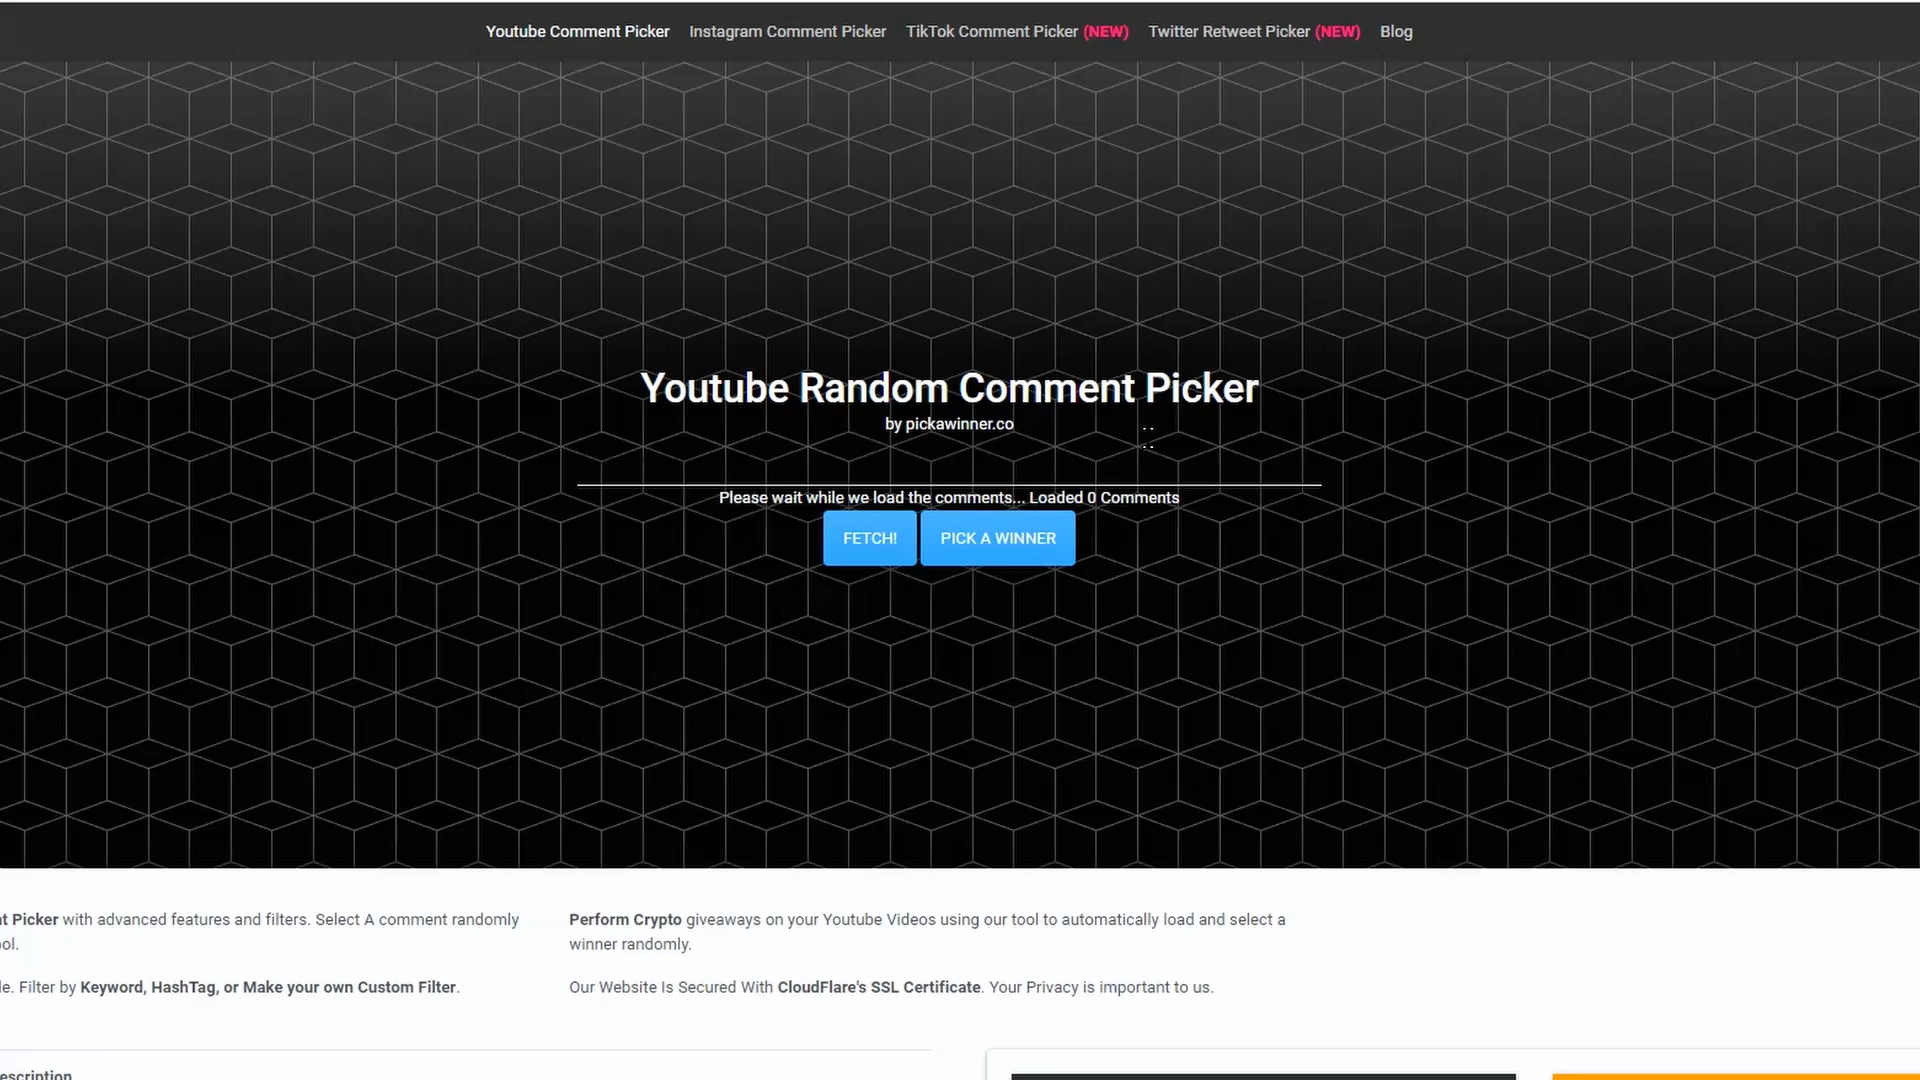 Youtube Comment Picker Instagram Comment Picker TikTok Comment Picker (NEW) Twitter Retweet Picker (NEW) Blog
Youtube Random Comment Picker
by pickawinner.co
Please wait while we load the comments... Loaded 0 Comments
FETCH! PICK A WINNER
Picker with advanced features and filters. Select A comment randomly
Filter by Keyword, HashTag, or Make your own Custom Filter.
Perform Crypto giveaways on your Youtube Videos using our tool to automatically load and select a
winner randomly.
Our Website Is Secured With CloudFlare's SSL Certificate. Your Privacy is important to us.